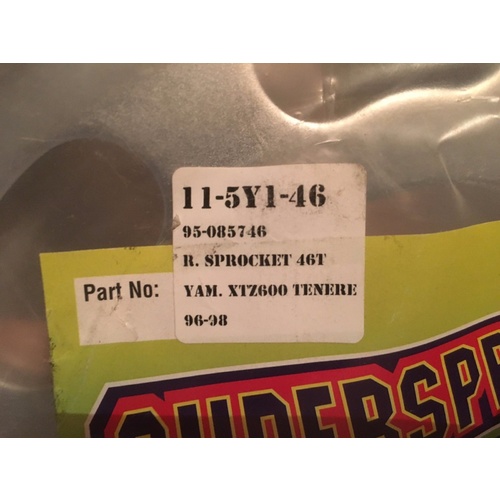 11-5Y1-46
95-085746
R. SPROCKET 46T
Part No: YAM. XTZ600 TENERE
96-98